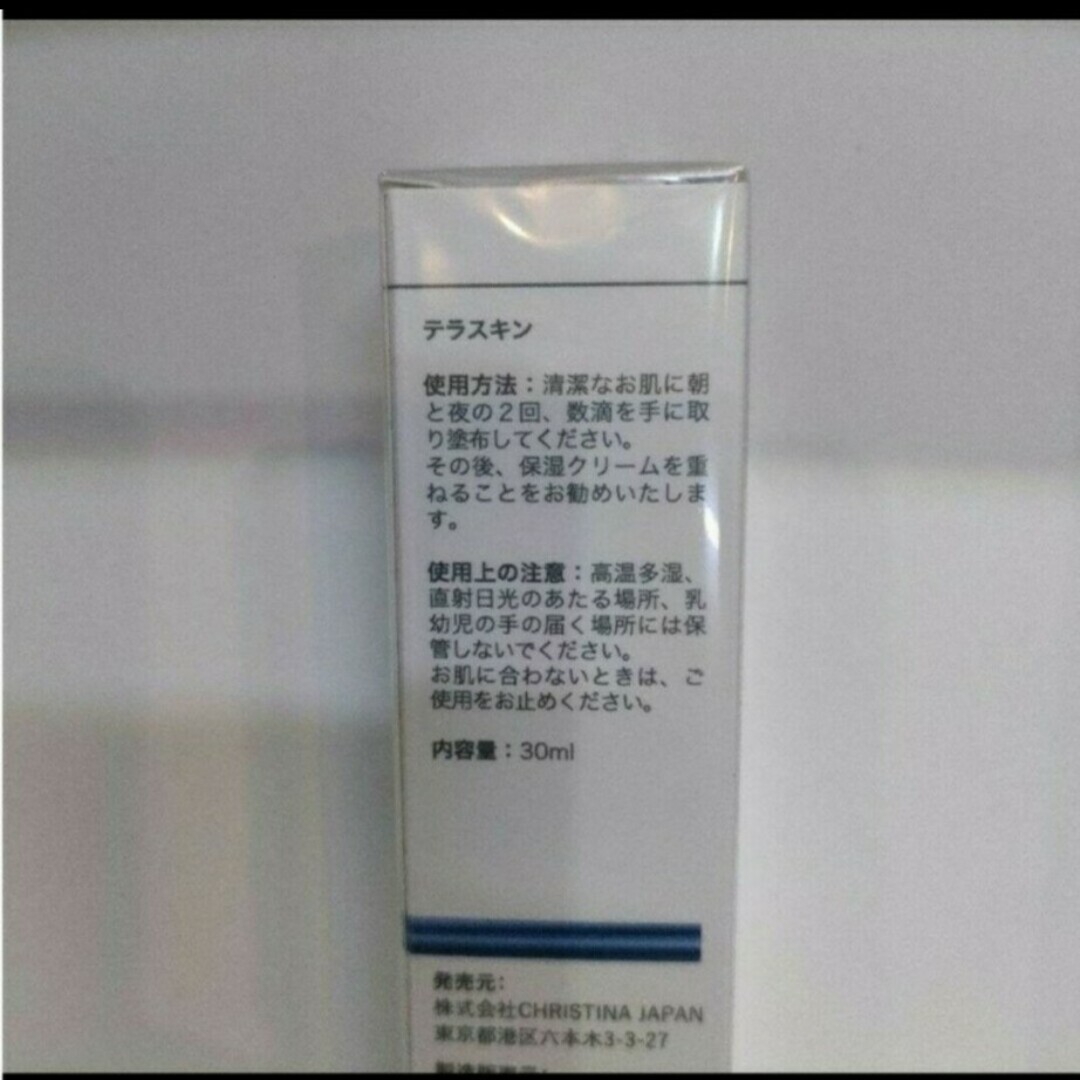 テラスキン
使用方法：清潔なお肌に朝
と夜の2回、数滴を手に取
り塗布してください。
その後、保湿クリームを重
ねることをお勧めいたしま
す。
使用上の注意：高温多湿、
直射日光のあたる場所、乳
幼児の手の届く場所には保
管しないでください。
お肌に合わないときは、ご
使用をお止めください。
内容量：30ml
発売元：
株式会社CHRISTINA JAPAN
東京都港区六本木3-3-27